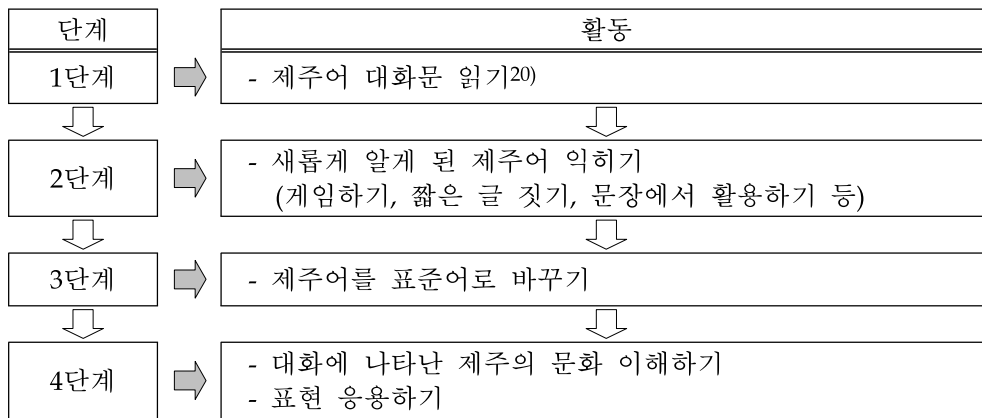 단계 활동
1단계 - 제주어 대화문 읽기20)
2단계 - 새롭게 알게 된 제주어 익히기
(게임하기, 짧은 글 짓기, 문장에서 활용하기 등)
3단계 - 제주어를 표준어로 바꾸기
4단계 - 대화에 나타난 제주의 문화 이해하기
- 표현 응용하기